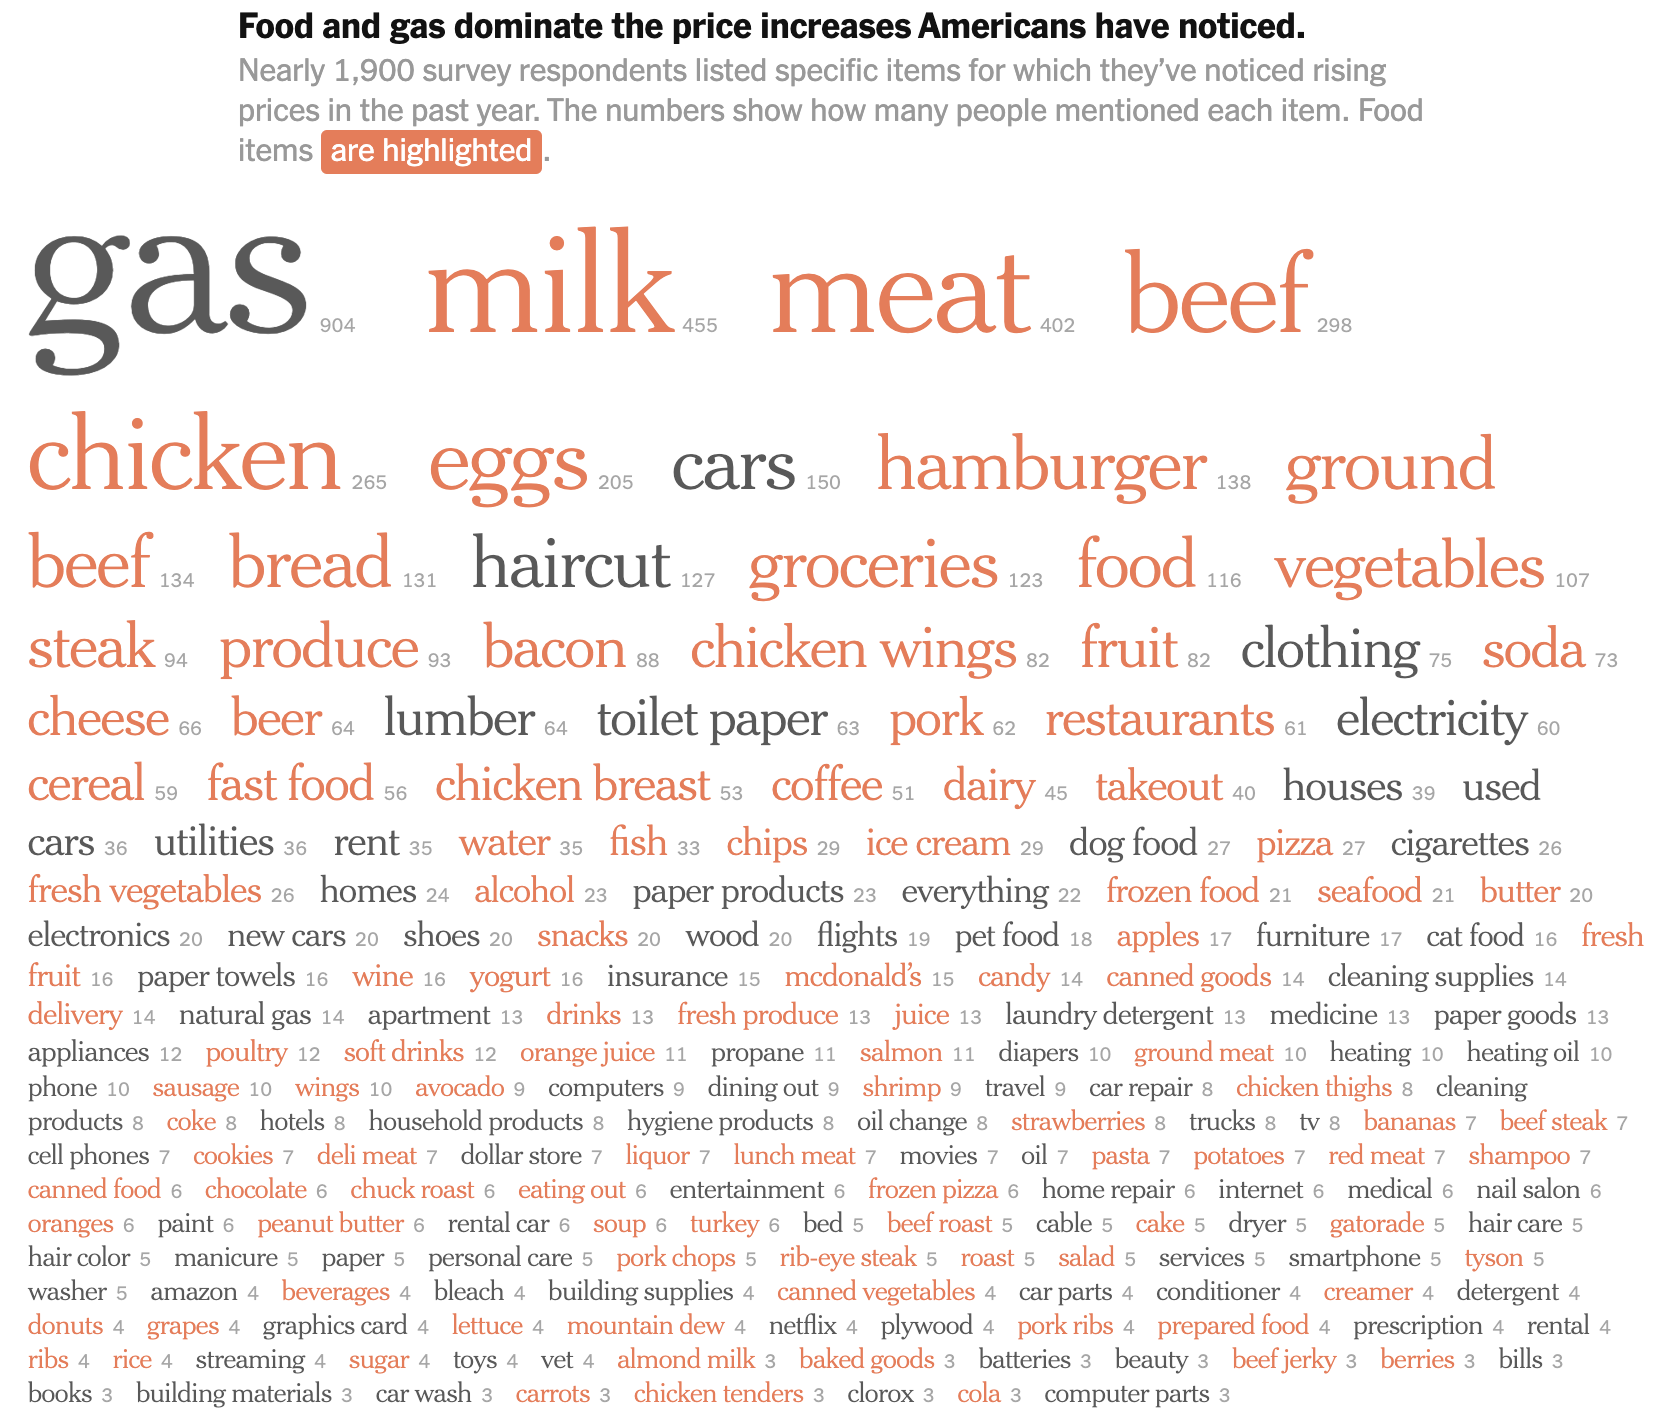 Food and gas dominate the price increases Americans have noticed.
Nearly 1,900 survey respondents listed specific items for which they’ve noticed rising
prices in the past year. The numbers show how many people mentioned each item. Food
items are highlighted .
gas 904 milk 455 meat 402 beef 298
chicken 265 eggs 205 cars 150 hamburger 138 ground
beef 134 bread 131 haircut 127 groceries 123 food 116 vegetables 107
steak 94 produce 93 bacon 88 chicken wings 82 fruit 82 clothing 75 soda 73
cheese 66 beer 64 lumber 64 toilet paper 63 pork 62 restaurants 61 electricity 60
cereal 59 fast food 56 chicken breast 53 coffee 51 dairy 45 takeout 40 houses 39 used
cars 36 utilities 36 rent 35 water 35 fish 33 chips 29 ice cream 29 dog food 27 pizza 27 cigarettes 26
fresh vegetables 26 homes 24 alcohol 23 paper products 23 everything 22 frozen food 21 seafood 21 butter 20
electronics 20 new cars 20 shoes 20 snacks 20 wood 20 flights 19 pet food 18 apples 17 furniture 17 cat food 16 fresh
fruit 16 paper towels 16 wine 16 yogurt 16 insurance 15 mcdonald’s 15 candy 14 canned goods 14 cleaning supplies 14
delivery 14 natural gas 14 apartment 13 drinks 13 fresh produce 13 juice 13 laundry detergent 13 medicine 13 paper goods 13
appliances 12 poultry 12 soft drinks 12 orange juice 11 propane 11 salmon 11 diapers 10 ground meat 10 heating 10 heating oil 10
phone 10 sausage 10 wings 10 avocado 9 computers 9 dining out 9 shrimp 9 travel 9 car repair 8 chicken thighs 8 cleaning
products 8 coke 8 hotels 8 household products 8 hygiene products 8 oil change 8 strawberries 8 trucks 8 tv 8 bananas 7 beef steak 7
cell phones 7 cookies 7 deli meat 7 dollar store 7 liquor 7 lunch meat 7 movies 7 oil 7 pasta 7 potatoes 7 red meat 7 shampoo 7
canned food 6 chocolate 6 chuck roast 6 eating out 6 entertainment 6 frozen pizza 6 home repair 6 internet 6 medical 6 nail salon 6
oranges 6 paint 6 peanut butter 6 rental car 6 soup 6 turkey 6 bed 5 beef roast 5 cable 5 cake 5 dryer 5 gatorade 5 hair care 5
hair color 5 manicure 5 paper 5 personal care 5 pork chops 5 rib-eye steak 5 roast 5 salad 5 services 5 smartphone 5 tyson 5
washer 5 amazon 4 beverages 4 bleach 4 building supplies 4 canned vegetables 4 car parts 4 conditioner 4 creamer 4 detergent 4
donuts 4 grapes 4 graphics card 4 lettuce 4 mountain dew 4 netflix 4 plywood 4 pork ribs 4 prepared food 4 prescription 4 rental 4
ribs 4 rice 4 streaming 4 sugar 4 toys 4 vet 4 almond milk 3 baked goods 3 batteries 3 beauty 3 beef jerky 3 berries 3 bills 3
books 3 building materials 3 car wash 3 carrots 3 chicken tenders 3 clorox 3 cola 3 computer parts 3